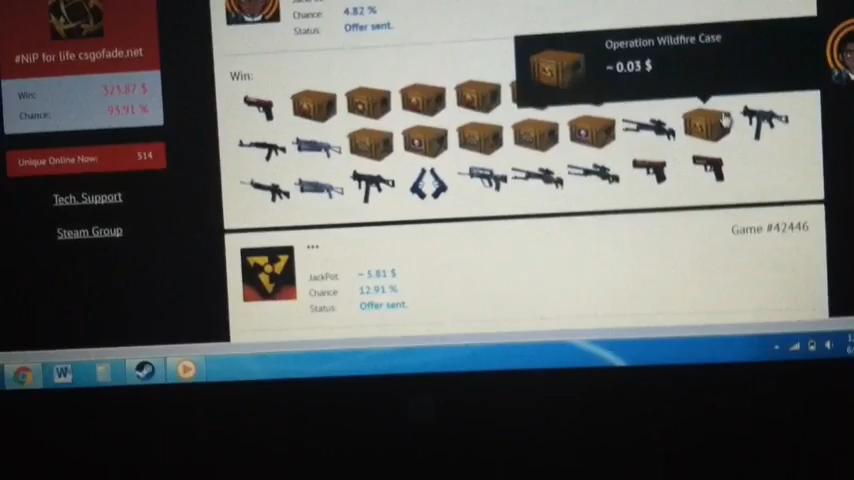 Chance: 4.82 %
Status: Offer sent.
Operation Wildfire Case
~ 0.03 $
#NiP for life csgofade.net
Win:
Win: 323.87 $
Chance: 93.91 %
Unique Online Now: 514
Tech. Support
Steam Group
Game #42446
...
JackPot: ~ 5.81 $
Chance 12.91 %
Status: Offer sent.
W